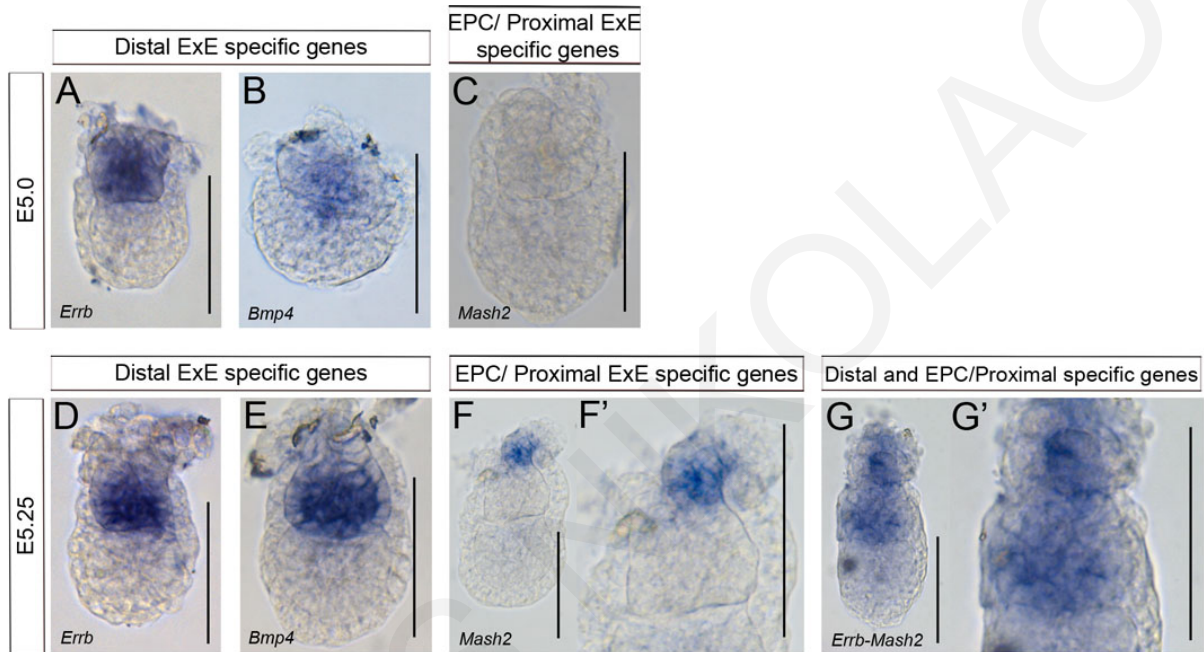 Distal ExE specific genes
EPC/ Proximal ExE
specific genes
E5.0
A
B
C
Errb
Bmp4
Mash2
Distal ExE specific genes
EPC/ Proximal ExE specific genes
Distal and EPC/Proximal specific genes
E5.25
D
E
F
F’
G
G’
Errb
Bmp4
Mash2
Errb-Mash2